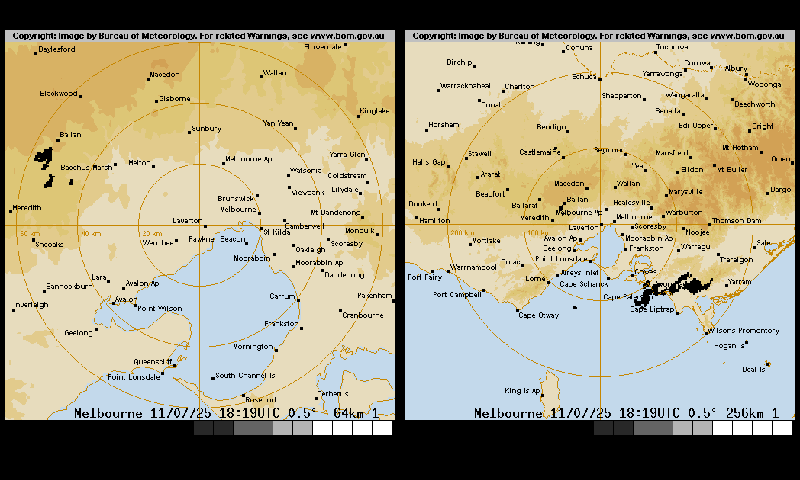 Copyright: Image by Bureau of Meteorology. For related Warnings, see www.bom.gov.au
Daylesford
Macedon
Wallan
Blackwood
Gisborne
Kinglake
Sunbury
Yan Yean
Ballan
Bacchus Marsh
Melton
Melbourne Ap
Yarra Glen
Watsonia
Coldstream
Viewbank
Lilydale
Brunswick
Melbourne
Meredith
Mt Dandenong
Laverton
St Kilda
Camberwell
Monbulk
40 km
20 km
Sheoaks
Werribee
Fawkner Beacon
Oakleigh
Scoresby
Moorabbin
Moorabbin Ap
Dandenong
Lara
Bannockburn
Avalon Ap
Avalon
Point Wilson
Carrum
Pakenham
Inverleigh
Cranbourne
Geelong
Frankston
Mornington
Queenscliff
Point Lonsdale
South Channel Is
Rosebud
Melbourne 11/07/25 18:19UTC 0.5° 64km 1
Copyright: Image by Bureau of Meteorology. For related Warnings, see www.bom.gov.au
Birchip
Echuca
Yarrawonga
Corowa
Albury
Wodonga
Warracknabeal
Charlton
Donald
Shepparton
Wangaratta
Beechworth
Benalla
Horsham
Bendigo
Edi Upper
Bright
Halls Gap
Stawell
Castlemaine
Seymour
Mansfield
Mt Hotham
Omeo
Ararat
Yea
Eildon
Mt Buller
Beaufort
Macedon
Wallan
Marysville
Dargo
Ballarat
Ballan
Healesville
Hamilton
Meredith
Melbourne Ap
Melbourne
Warburton
Thomson Dam
Laverton
Scoresby
Noojee
200 km
100 km
Mortlake
Avalon Ap
Geelong
Moorabbin Ap
Frankston
Warragul
Sale
Point Lonsdale
Traralgon
Port Fairy
Warrnambool
Colac
Aireys Inlet
Lorne
Cape Schanck
Rhyll
Yarram
Port Campbell
Cape Otway
Cape Liptrap
Wilsons Promontory
Hogan Is
Deal Is
King Is Ap
Melbourne 11/07/25 18:19UTC 0.5° 256km 1